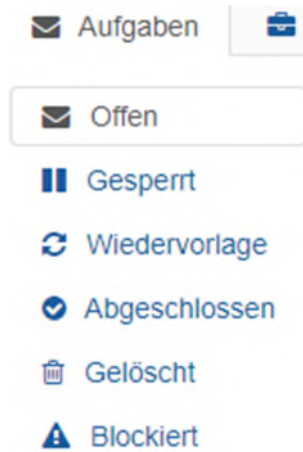 Aufgaben
Offen
Gesperrt
Wiedervorlage
Abgeschlossen
Gelöscht
Blockiert